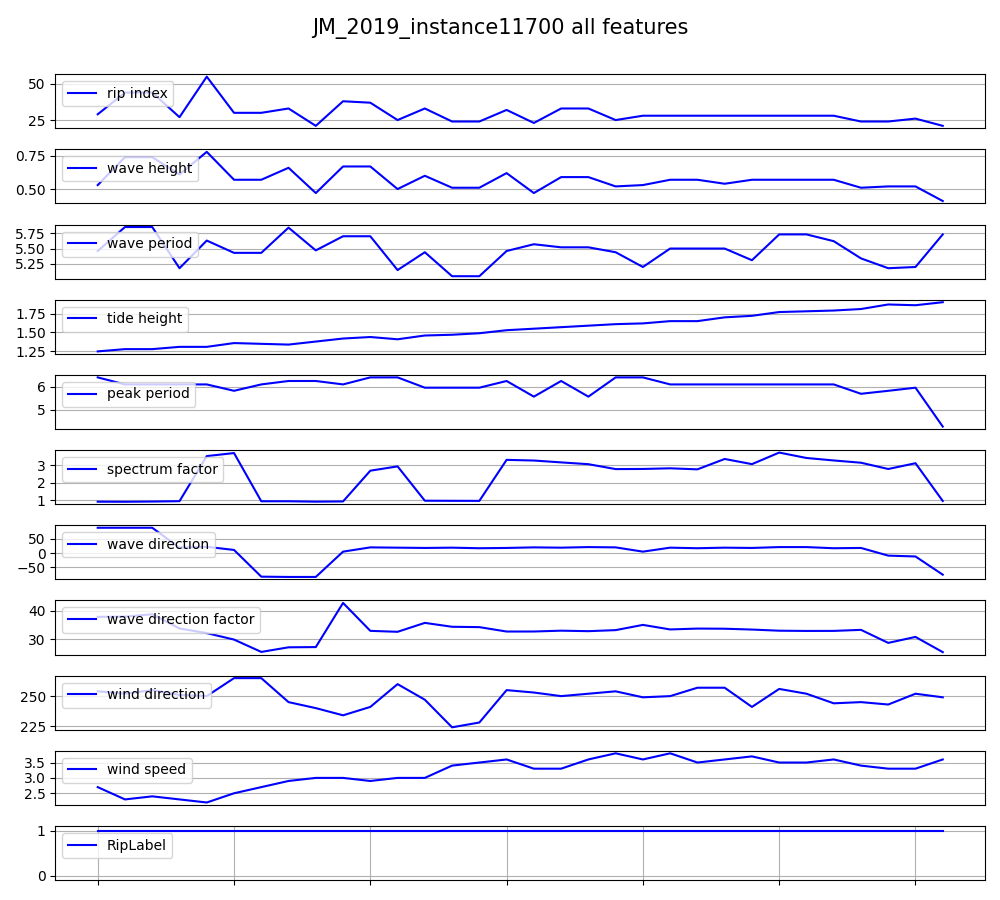 JM_2019_instance11700 all features
50
25
rip index
0.75
0.50
wave height
5.75
5.50
5.25
wave period
1.75
1.50
1.25
tide height
6
5
peak period
3
2
1
spectrum factor
50
0
−50
wave direction
40
30
wave direction factor
250
225
wind direction
3.5
3.0
2.5
wind speed
1
0
RipLabel